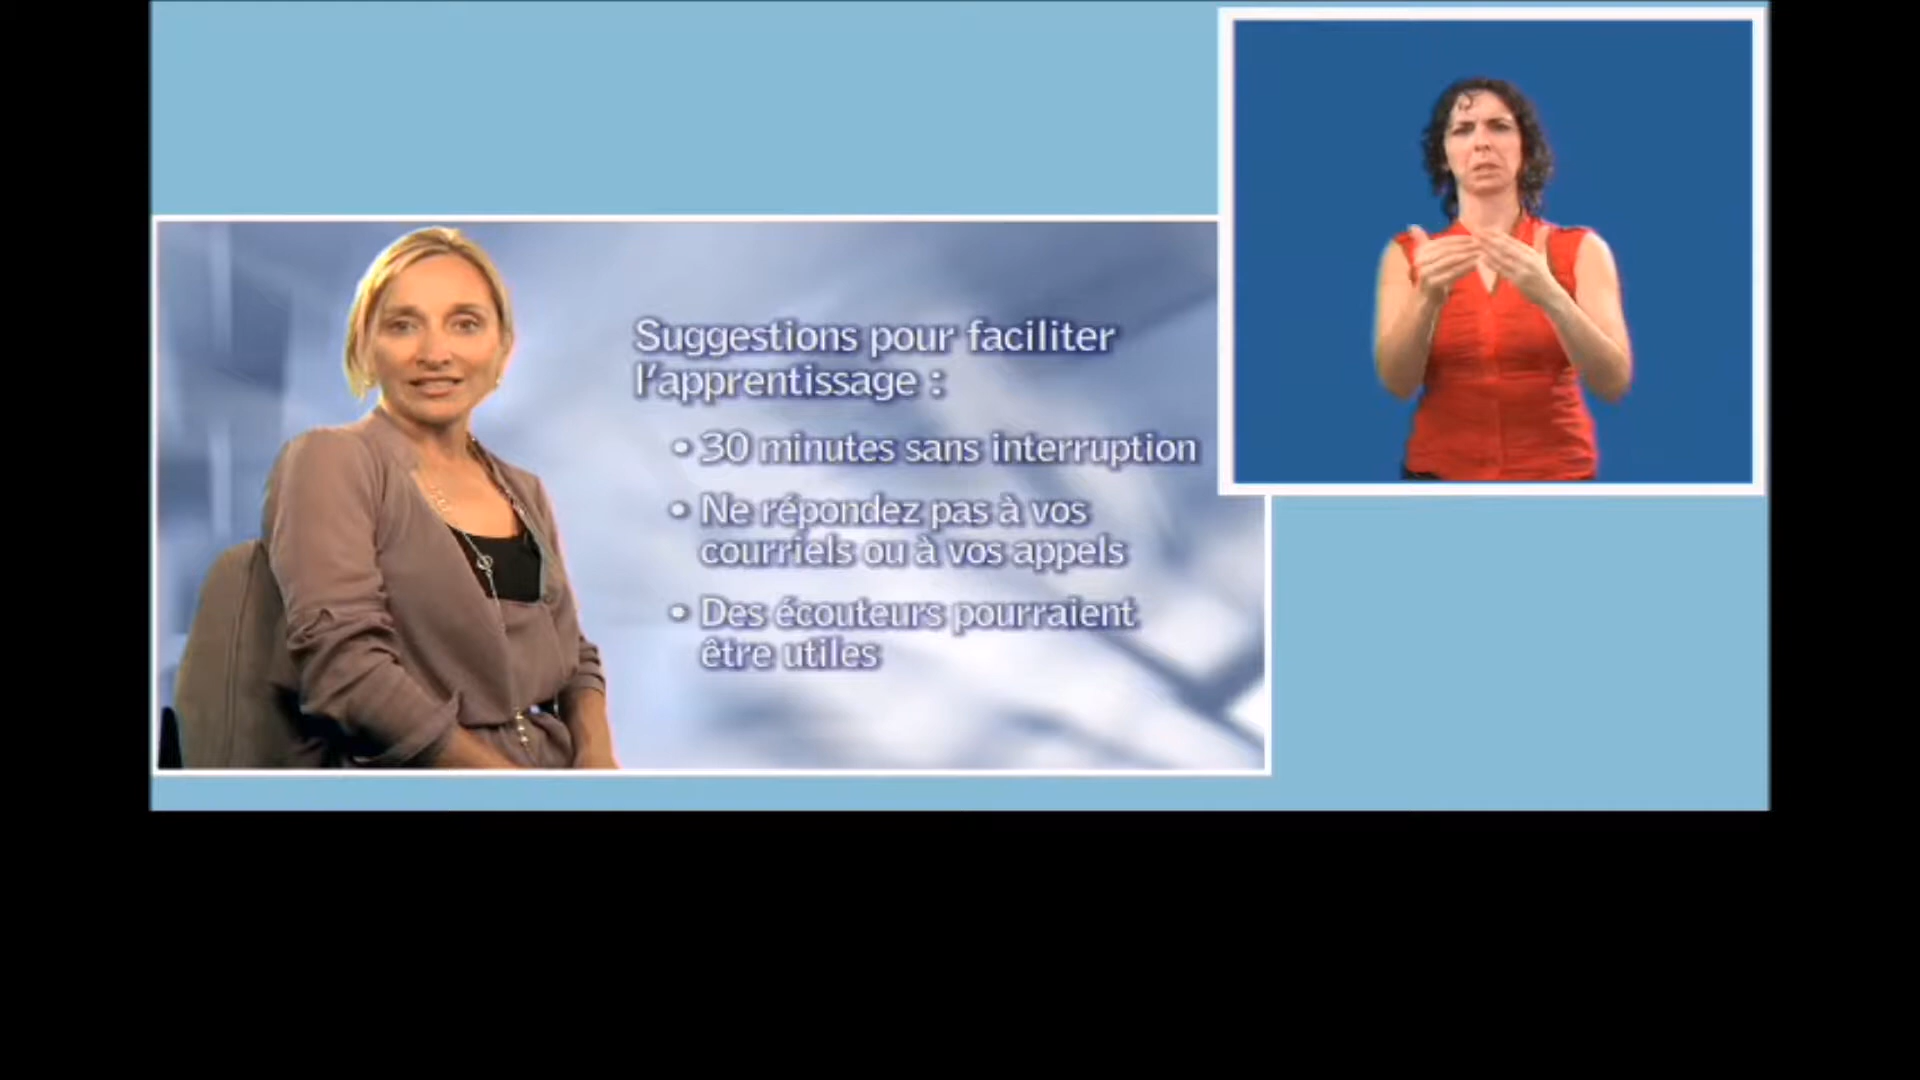 Suggestions pour faciliter
l'apprentissage :
• 30 minutes sans interruption
• Ne répondez pas à vos
courriels ou à vos appels
• Des écouteurs pourraient
être utiles